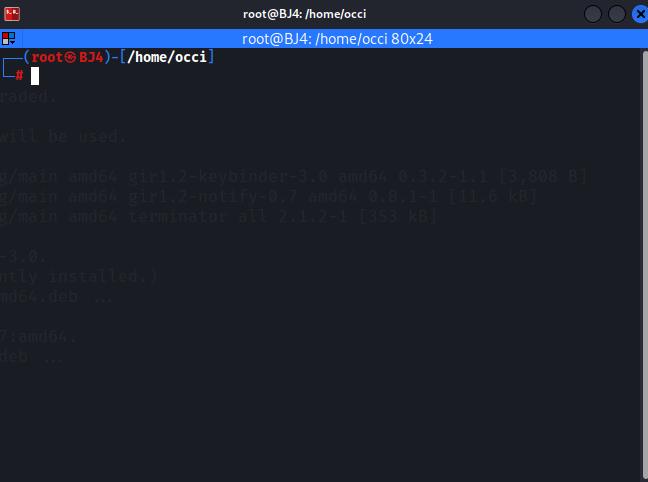 root@BJ4: /home/occi
root@BJ4: /home/occi 80x24
┌──(root㉿BJ4)-[/home/occi]
└─#
raded.
will be used.
g/main amd64 gir1.2-keybinder-3.0 amd64 0.3.2-1.1 [3,808 B]
g/main amd64 gir1.2-notify-0.7 amd64 0.8.1-1 [11.6 kB]
g/main amd64 terminator all 2.1.2-1 [353 kB]
-3.0.
ntly installed.)
md64.deb ...
7:amd64.
deb ...